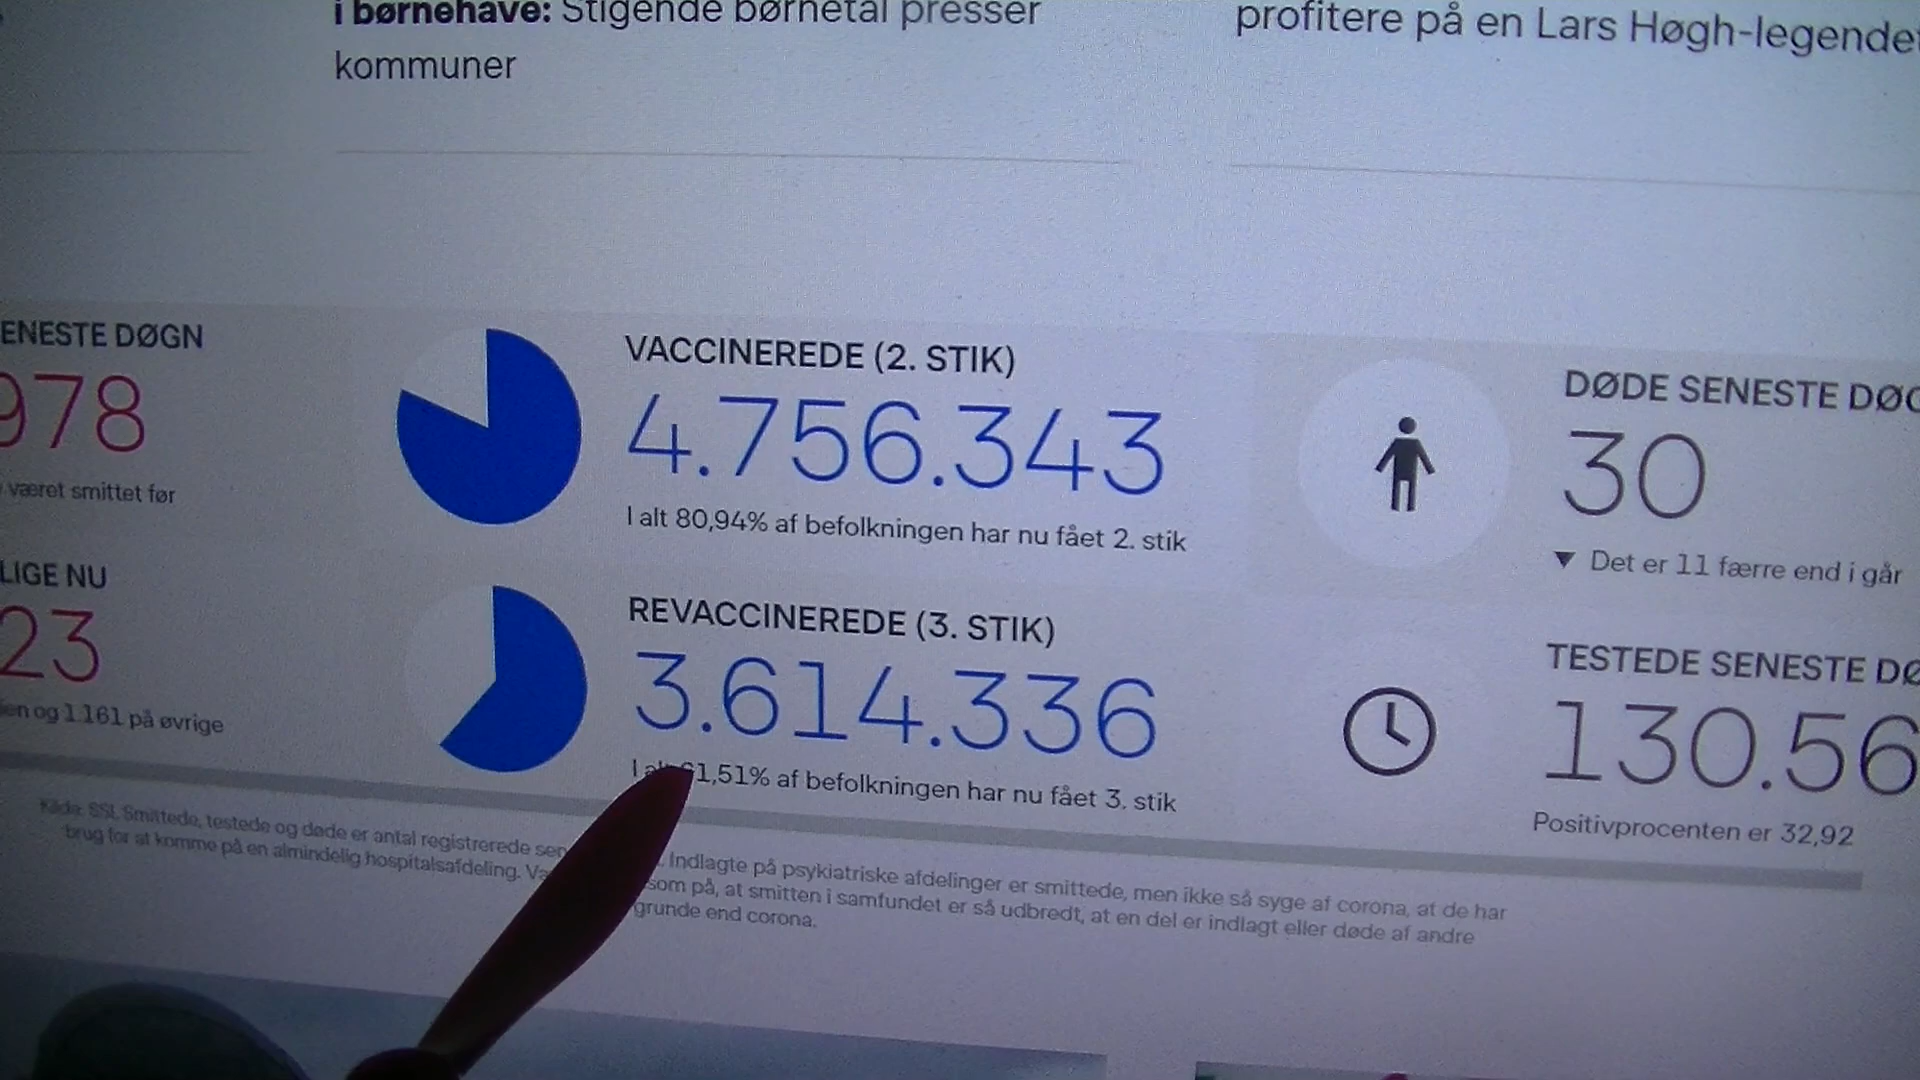 i børnehave: Stigende børnetal presser
kommuner
profitere på en Lars Høgh-legende
ENESTE DØGN
978
været smittet før
LIGE NU
23
en og 1.161 på øvrige
VACCINEREDE (2. STIK)
4.756.343
I alt 80,94% af befolkningen har nu fået 2. stik
REVACCINEREDE (3. STIK)
3.614.336
I alt 61,51% af befolkningen har nu fået 3. stik
DØDE SENESTE DØG
30
▼ Det er 11 færre end i går
TESTEDE SENESTE DØ
130.56
Positivprocenten er 32,92
Kilde: SSI. Smittede, testede og døde er antal registrerede sen . Indlagte på psykiatriske afdelinger er smittede, men ikke så syge af corona, at de har
brug for at komme på en almindelig hospitalsafdeling. Va som på, at smitten i samfundet er så udbredt, at en del er indlagt eller døde af andre
grunde end corona.